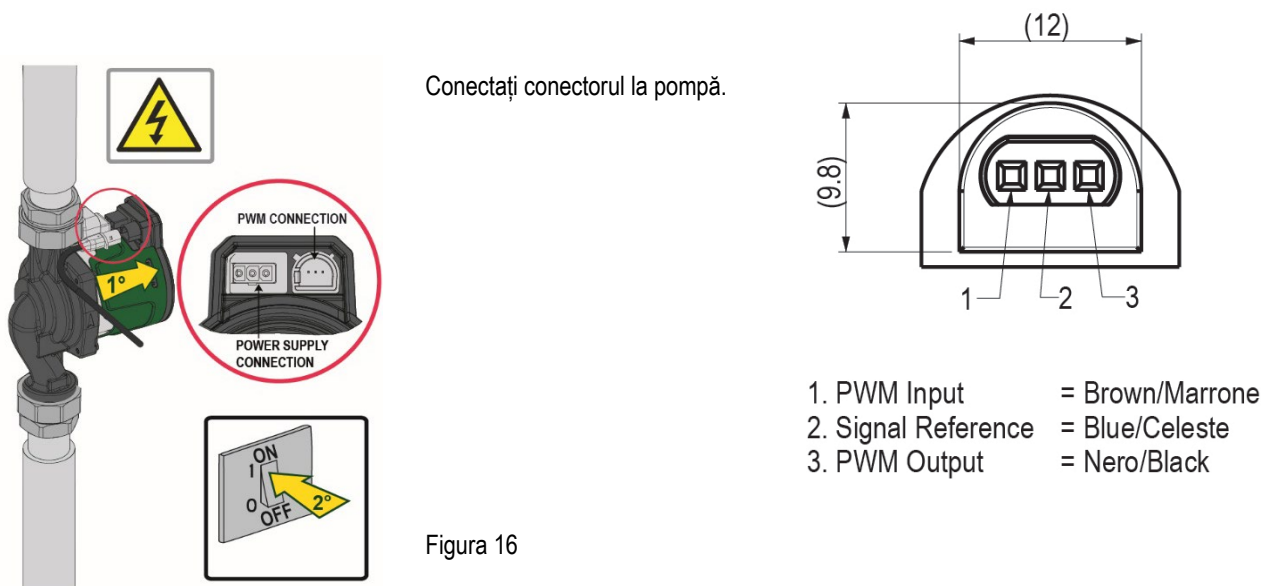 Conectați conectorul la pompă.
PWM CONNECTION
1°
POWER SUPPLY
CONNECTION
ON
1
0
OFF
2°
Figura 16
(12)
(9.8)
1
2
3
1. PWM Input = Brown/Marrone
2. Signal Reference = Blue/Celeste
3. PWM Output = Nero/Black